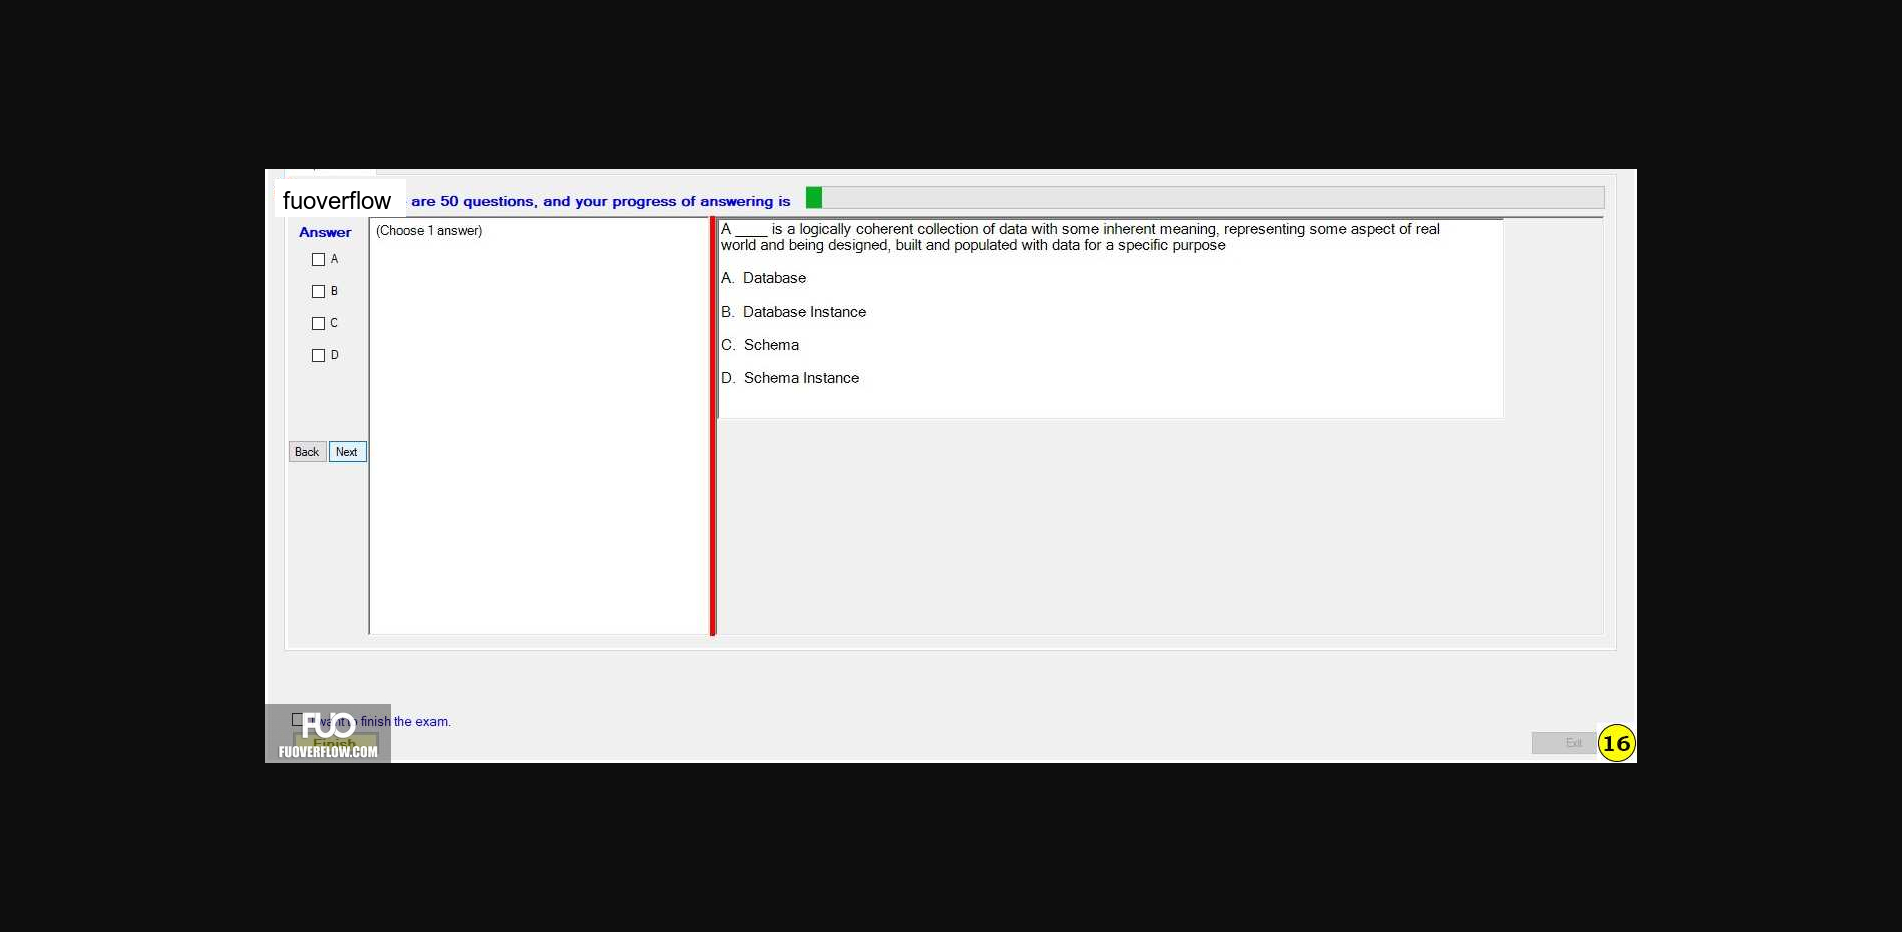 fuoverflow are 50 questions, and your progress of answering is
Answer
(Choose 1 answer)
A
B
C
D
Back Next
A ____ is a logically coherent collection of data with some inherent meaning, representing some aspect of real
world and being designed, built and populated with data for a specific purpose
A. Database
B. Database Instance
C. Schema
D. Schema Instance
I want to finish the exam.
FUO
Finish
FUOVERFLOW.COM
Exit
16